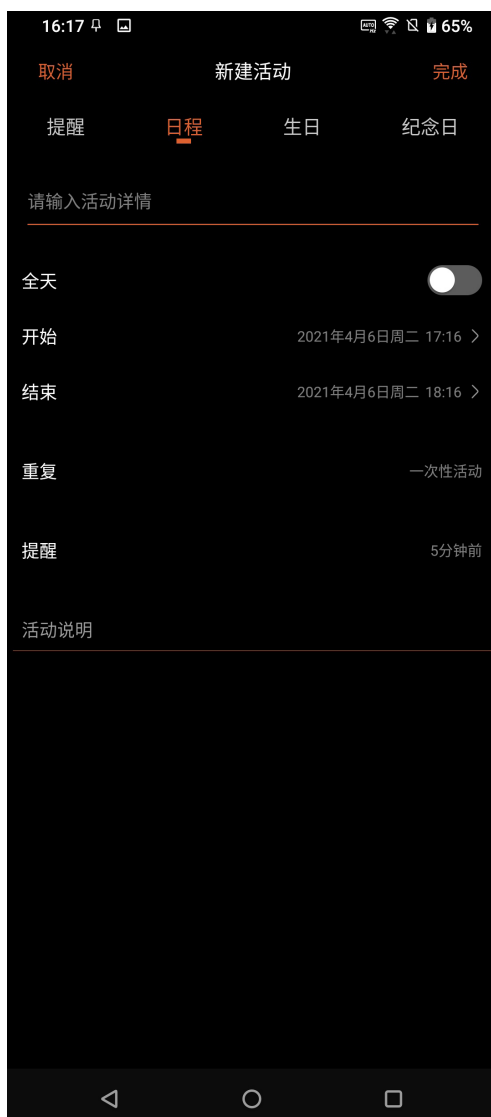 16:17 65%
取消 新建活动 完成
提醒 日程 生日 纪念日
请输入活动详情
全天
开始 2021年4月6日周二 17:16
结束 2021年4月6日周二 18:16
重复 一次性活动
提醒 5分钟前
活动说明